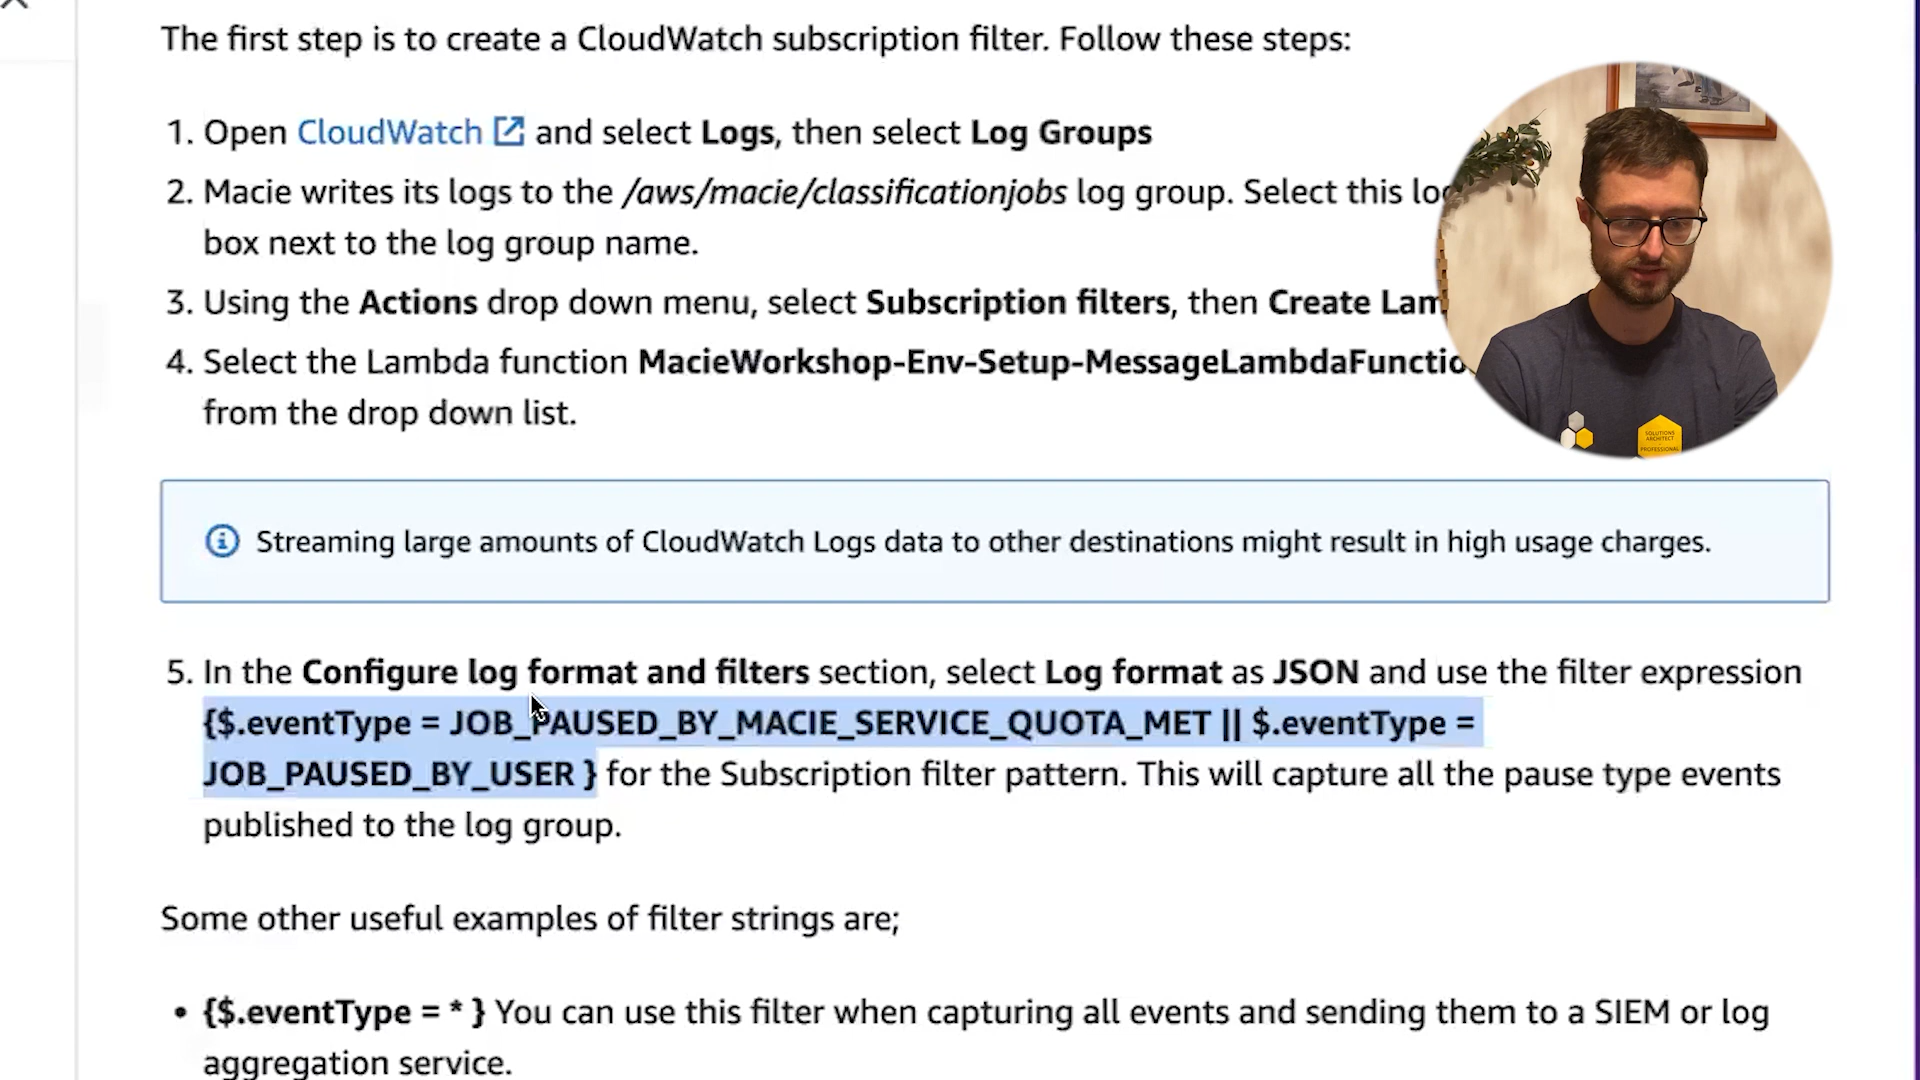 The first step is to create a CloudWatch subscription filter. Follow these steps:
1. Open CloudWatch and select Logs, then select Log Groups
2. Macie writes its logs to the /aws/macie/classificationjobs log group. Select this
box next to the log group name.
3. Using the Actions drop down menu, select Subscription filters, then Create
4. Select the Lambda function
from the drop down list.
Streaming large amounts of CloudWatch Logs data to other destinations might result in high usage charges.
5. In the Configure log format and filters section, select Log format as JSON and use the filter expression
{$.eventType = JOB_PAUSED_BY_MACIE_SERVICE_QUOTA_MET || $.eventType =
JOB_PAUSED_BY_USER } for the Subscription filter pattern. This will capture all the pause type events
published to the log group.
Some other useful examples of filter strings are;
• {$.eventType = * } You can use this filter when capturing all events and sending them to a SIEM or log
aggregation service.
SOLUTIONS
ARCHITECT
PROFESSIONAL